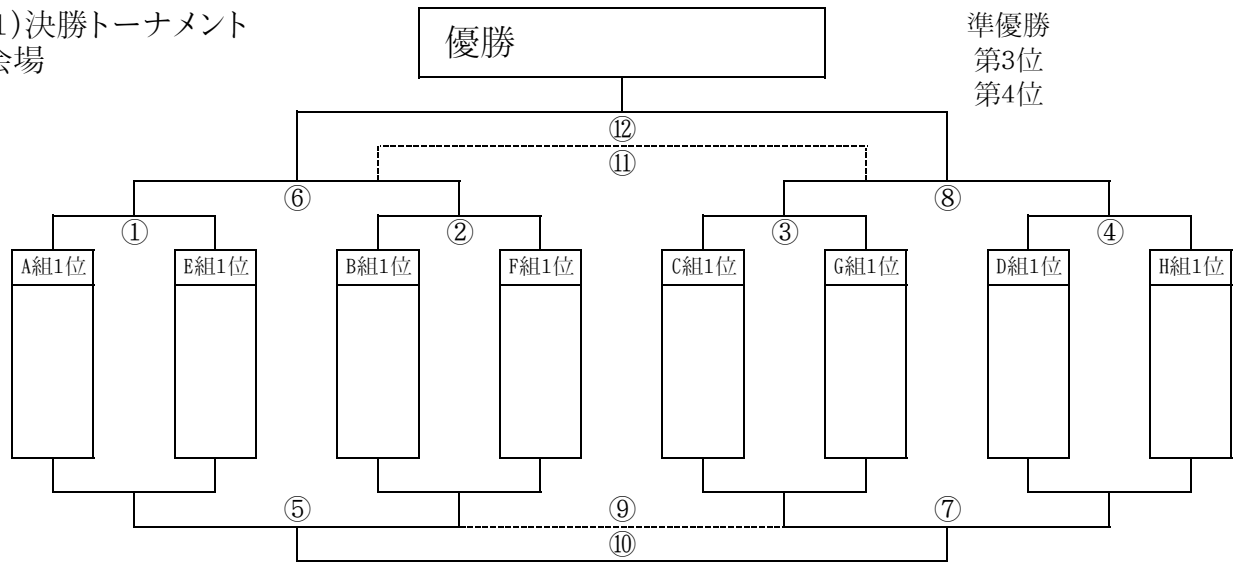 1)決勝トーナメント
会場
優勝
準優勝
第3位
第4位
⑫
⑪
⑥
⑧
①
②
③
④
A組1位
E組1位
B組1位
F組1位
C組1位
G組1位
D組1位
H組1位
⑤
⑨
⑦
⑩